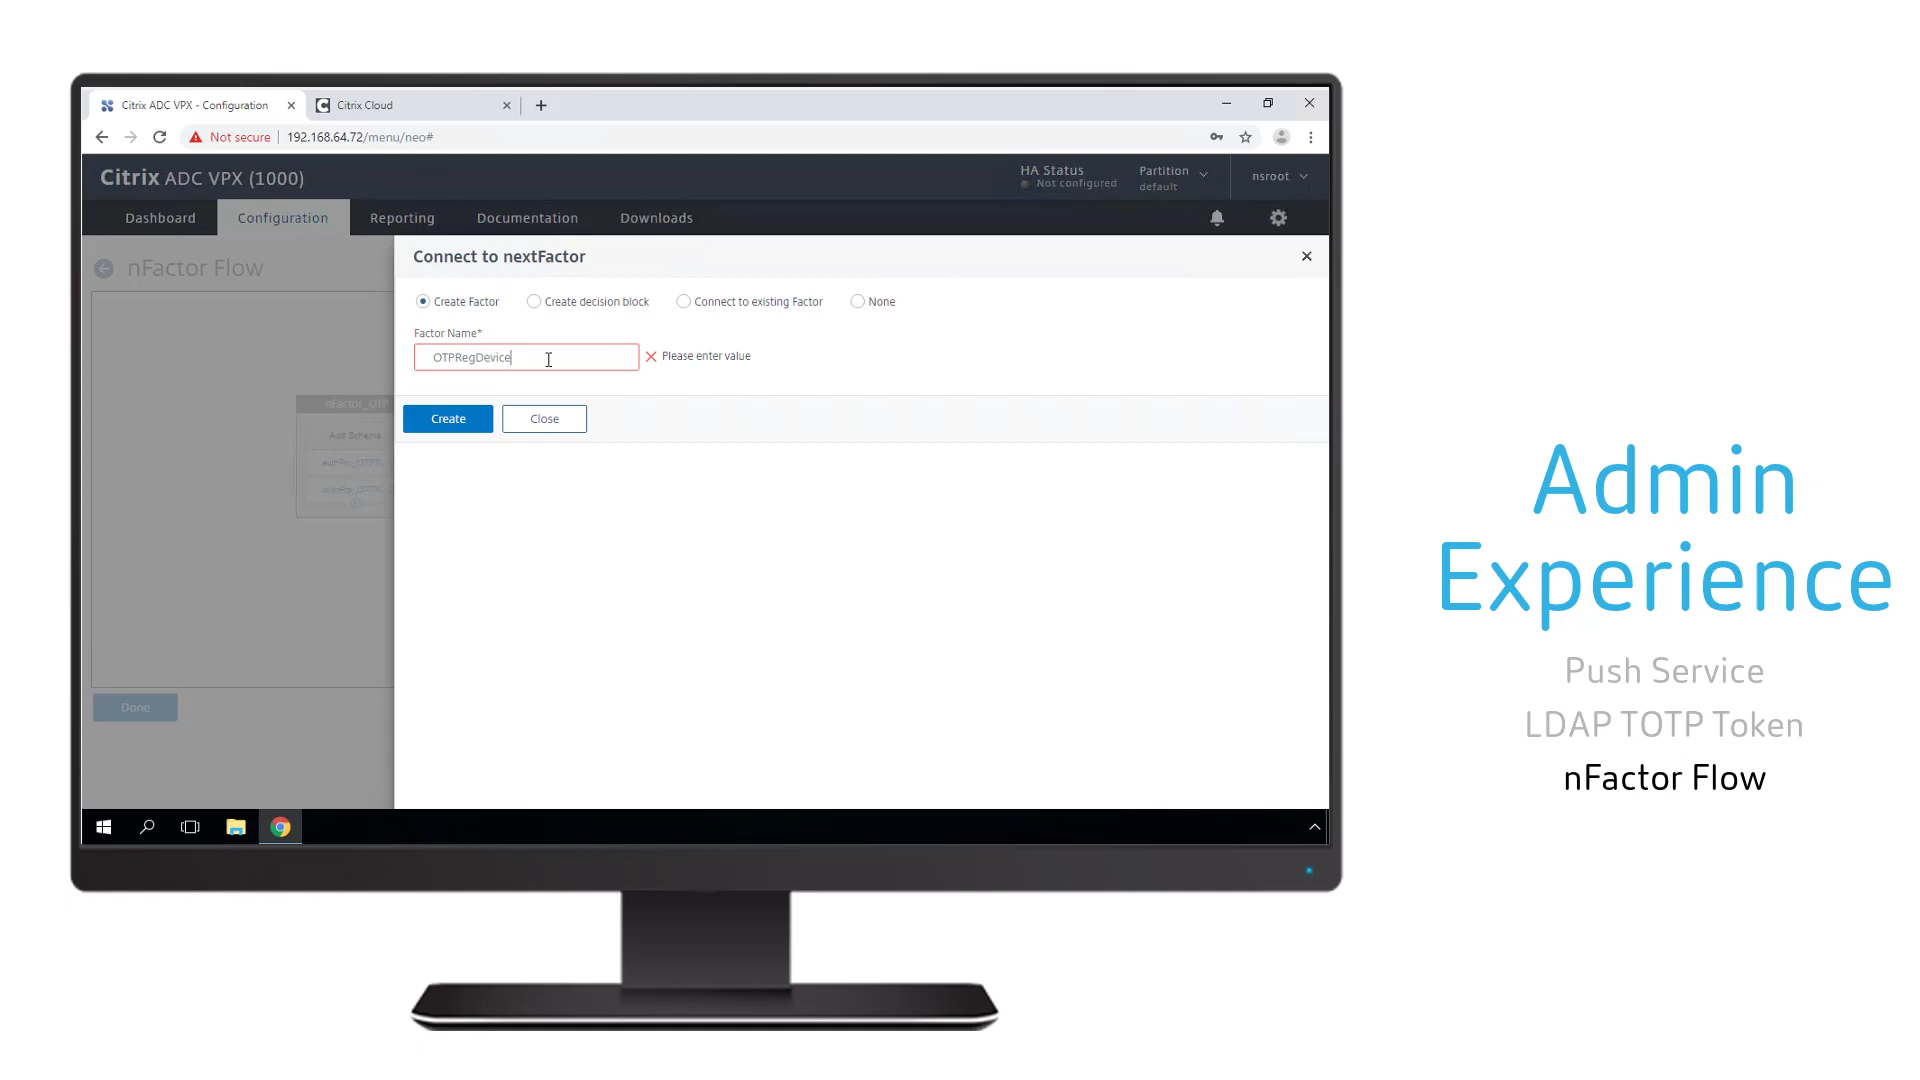 Citrix ADC VPX - Configuration
Citrix Cloud
Not secure
192.168.64.72/menu/neo#
Citrix ADC VPX (1000)
HA Status
Not configured
Partition
default
nsroot
Dashboard
Configuration
Reporting
Documentation
Downloads
nFactor Flow
Connect to nextFactor
Create Factor
Create decision block
Connect to existing Factor
None
Factor Name*
OTPRegDevice
Please enter value
Create
Close
nFactor_OTP
Add Schema
Done
Admin
Experience
Push Service
LDAP TOTP Token
nFactor Flow